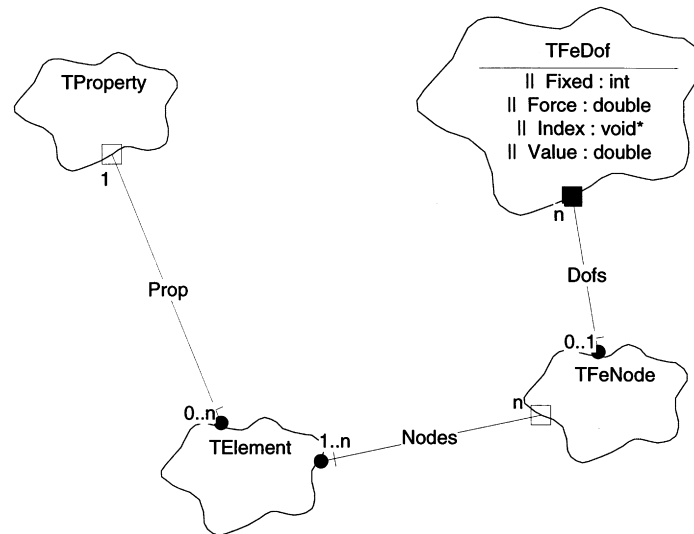 TProperty
1
TFeDof
|| Fixed : int
|| Force : double
|| Index : void*
|| Value : double
n
Prop
Dofs
0..1
TFeNode
0..n
TElement
1..n
Nodes
n